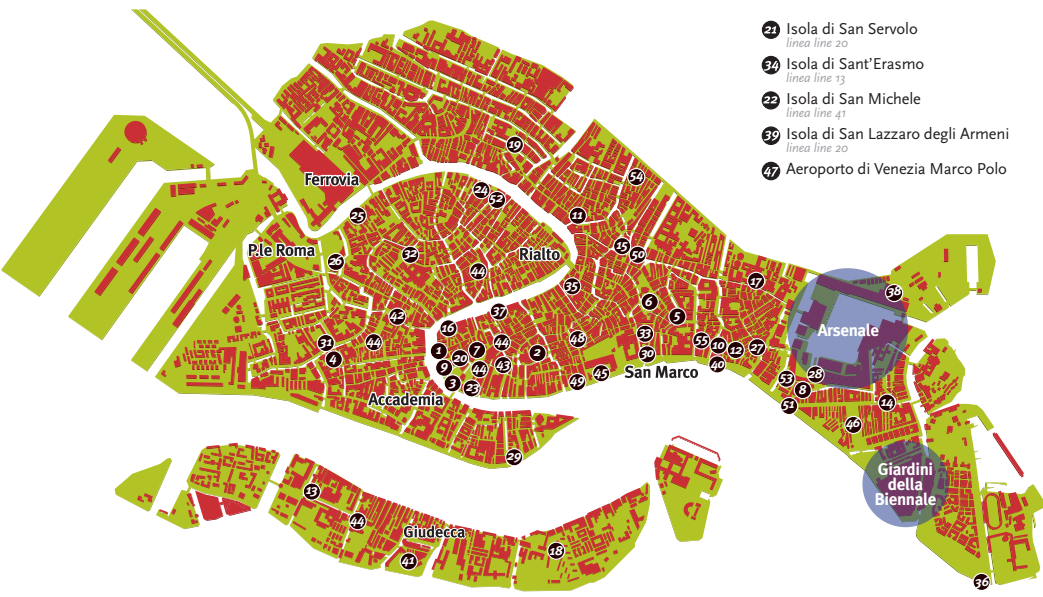 21 Isola di San Servolo
linea line 20
34 Isola di Sant'Erasmo
linea line 13
22 Isola di San Michele
linea line 41
39 Isola di San Lazzaro degli Armeni
linea line 20
47 Aeroporto di Venezia Marco Polo
19
54
Ferrovia
24
52
25
11
P.le Roma
26
32
15
50
Rialto
44
17
35
38
6
37
5
42
16
Arsenale
31
44
4
1
20
7
44
2
48
33
30
55
10
12
27
9
44
43
40
San Marco
45
49
3
23
53
28
8
51
14
Accademia
46
29
Giardini
della
Biennale
13
44
Giudecca
41
18
36